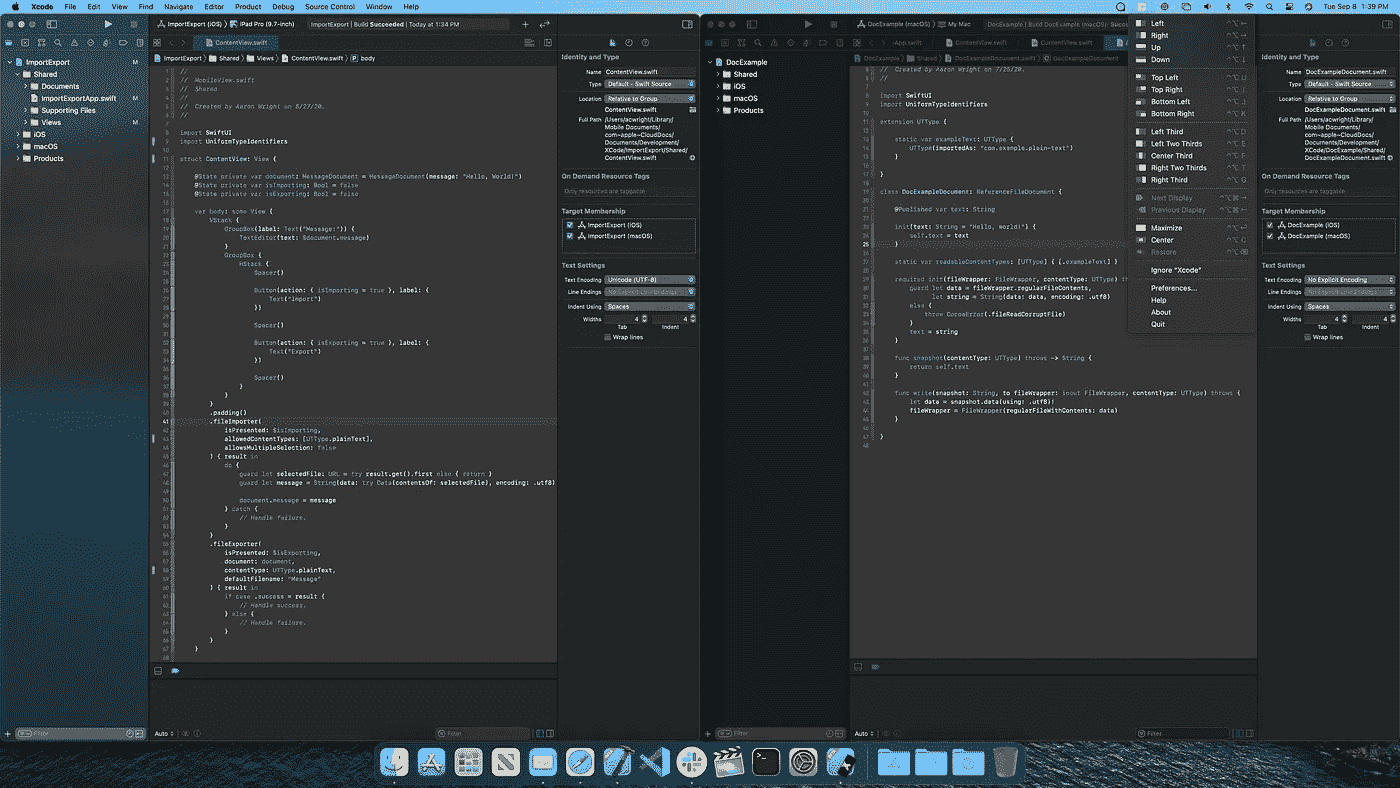 Xcode File Edit View Find Navigate Editor Product Debug Source Control Window Help
Tue Sep 8 1:39 PM
ImportExport (iOS) iPad Pro (9.7-inch)
ImportExport | Build Succeeded | Today at 1:34 PM
ContentView.swift
ImportExport Shared Views ContentView.swift body
ImportExport M
Shared
Documents
ImportExportApp.swift M
Supporting Files
Views M
iOS
macOS
Products
//
// MobileView.swift
// Shared
//
// Created by Aaron Wright on 8/27/20.
//
import SwiftUI
import UniformTypeIdentifiers
struct ContentView: View {
@State private var document: MessageDocument = MessageDocument(message: "Hello, World!")
@State private var isImporting: Bool = false
@State private var isExporting: Bool = false
var body: some View {
VStack {
GroupBox(label: Text("Message:")) {
TextEditor(text: $document.message)
}
GroupBox {
HStack {
Spacer()
Button(action: { isImporting = true }, label: {
Text("Import")
})
Spacer()
Button(action: { isExporting = true }, label: {
Text("Export")
})
Spacer()
}
}
}
.padding()
.fileImporter(
isPresented: $isImporting,
allowedContentTypes: [UTType.plainText],
allowsMultipleSelection: false
) { result in
do {
guard let selectedFile: URL = try result.get().first else { return }
guard let message = String(data: try Data(contentsOf: selectedFile), encoding: .utf8)
document.message = message
} catch {
// Handle failure.
}
}
.fileExporter(
isPresented: $isExporting,
document: document,
contentType: UTType.plainText,
defaultFilename: "Message"
) { result in
if case .success = result {
// Handle success.
} else {
// Handle failure.
}
}
}
Filter
Auto
Filter
Identity and Type
Name ContentView.swift
Type Default - Swift Source
Location Relative to Group
ContentView.swift
Full Path /Users/acwright/Library/
Mobile Documents/
com~apple~CloudDocs/
Documents/Development/
XCode/ImportExport/Shared/
ContentView.swift
On Demand Resource Tags
Only resources are taggable
Target Membership
ImportExport (iOS)
ImportExport (macOS)
Text Settings
Text Encoding Unicode (UTF-8)
Line Endings
Indent Using Spaces
Widths 4 4
Tab Indent
Wrap lines
DocExample (macOS) My Mac
DocExample | Build DocExample (macOS):
App.swift ContentView.swift ContentView.swift
DocExample Shared DocExampleDocument.swift DocExampleDocument
DocExample
Shared
iOS
macOS
Products
// Created by Aaron Wright on 7/25/20.
//
import SwiftUI
import UniformTypeIdentifiers
extension UTType {
static var exampleText: UTType {
UTType(importedAs: "com.example.plain-text")
}
}
class DocExampleDocument: ReferenceFileDocument {
@Published var text: String
init(text: String = "Hello, world!") {
self.text = text
}
static var readableContentTypes: [UTType] { [.exampleText] }
required init(fileWrapper: FileWrapper, contentType: UTType)
guard let data = fileWrapper.regularFileContents,
let string = String(data: data, encoding: .utf8)
else {
throw CocoaError(.fileReadCorruptFile)
}
text = string
}
func snapshot(contentType: UTType) throws -> String {
return self.text
}
func write(snapshot: String, to fileWrapper: inout FileWrapper, contentType: UTType) throws {
let data = snapshot.data(using: .utf8)!
fileWrapper = FileWrapper(regularFileWithContents: data)
}
}
Filter
Auto
Filter
Left
Right
Up
Down
Top Left
Top Right
Bottom Left
Bottom Right
Left Third
Left Two Thirds
Center Third
Right Two Thirds
Right Third
Next Display
Previous Display
Maximize
Center
Restore
Ignore "Xcode"
Preferences...
Help
About
Quit
Identity and Type
Name DocExampleDocument.swift
Type Default - Swift Source
Location Relative to Group
DocExampleDocument.swift
Full Path /Users/acwright/Library/
Mobile Documents/
com~apple~CloudDocs/
Documents/Development/
XCode/DocExample/Shared/
DocExampleDocument.swift
On Demand Resource Tags
Only resources are taggable
Target Membership
DocExample (iOS)
DocExample (macOS)
Text Settings
Text Encoding No Explicit Encoding
Line Endings
Indent Using Spaces
Widths 4 4
Tab Indent
Wrap lines